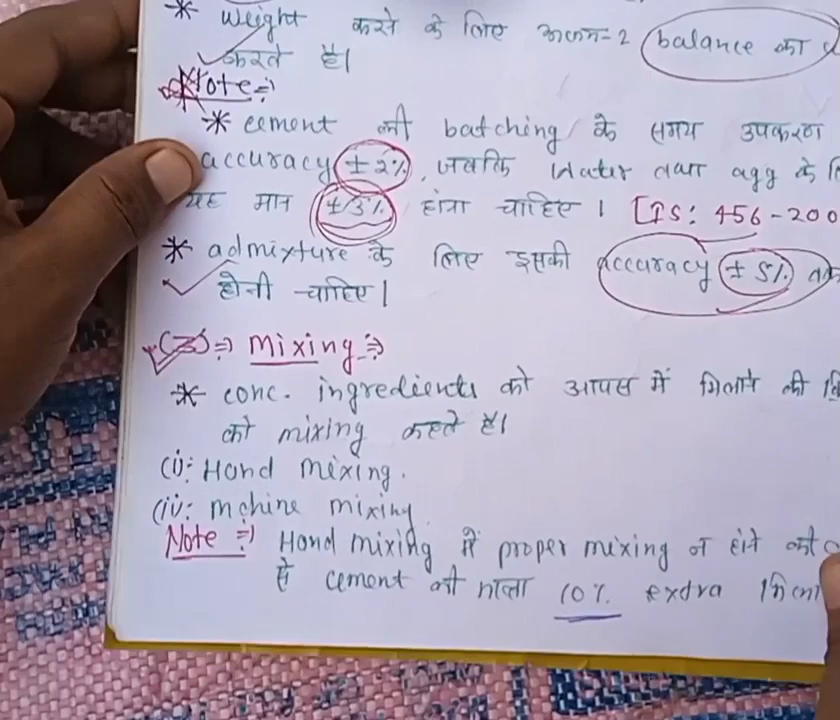 * Weight करने के लिए अलग-2 balance का
करते है।
Note ⇒
* cement की batching के समय उपकरण
accuracy ±2%, जबकि Water तथा agg के
यह मान ±3% होना चाहिए। [IS: 456-200
* admixture के लिए इसकी accuracy ±5% तक
होनी चाहिए।
(3) ⇒ Mixing ⇒
* conc. ingredients को आपस में मिलाने की
को mixing कहते है।
(i): Hand mixing.
(ii): mchine mixing
Note ⇒ Hand mixing में proper mixing न होने की
से cement की मात्रा 10% extra